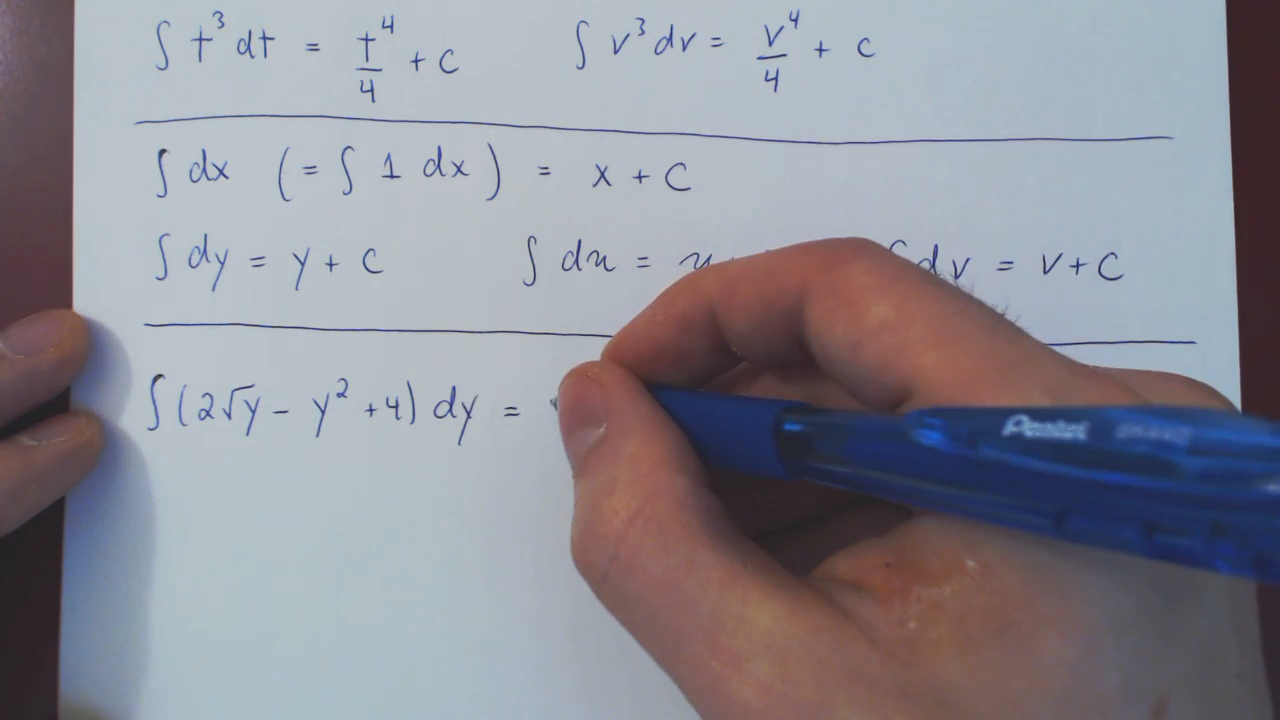 ∫ t³ dt = t⁴/4 + C ∫ v³ dv = v⁴/4 + C
∫ dx (= ∫ 1 dx) = x + C
∫ dy = y + C ∫ du = u ∫ dv = v + C
∫ (2√y - y² + 4) dy =
Pentel